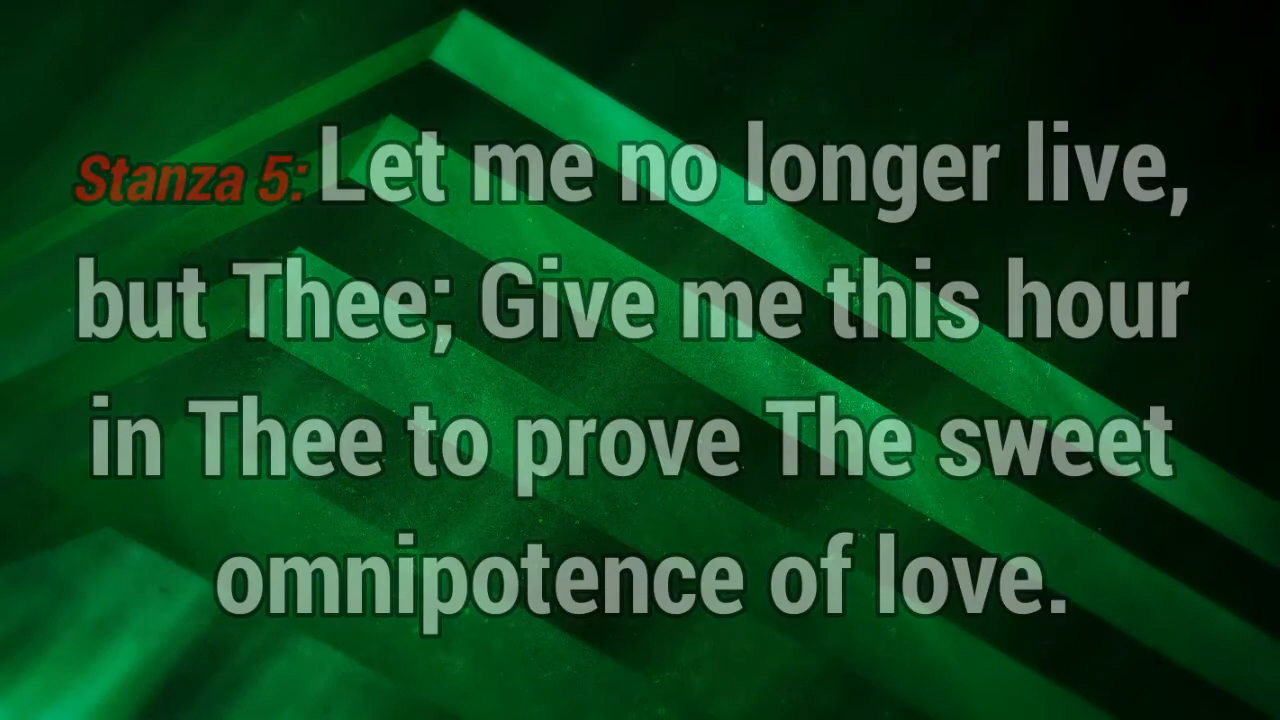 Stanza 5: Let me no longer live,
but Thee; Give me this hour
in Thee to prove The sweet
omnipotence of love.